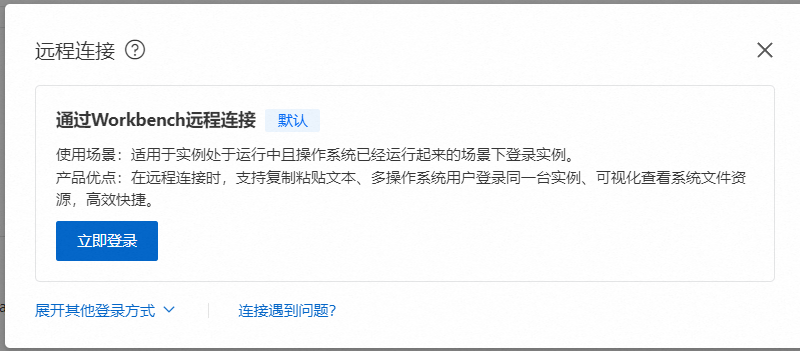 远程连接 ?
通过Workbench远程连接 默认
使用场景：适用于实例处于运行中且操作系统已经运行起来的场景下登录实例。
产品优点：在远程连接时，支持复制粘贴文本、多操作系统用户登录同一台实例、可视化查看系统文件资
源，高效快捷。
立即登录
展开其他登录方式 连接遇到问题？